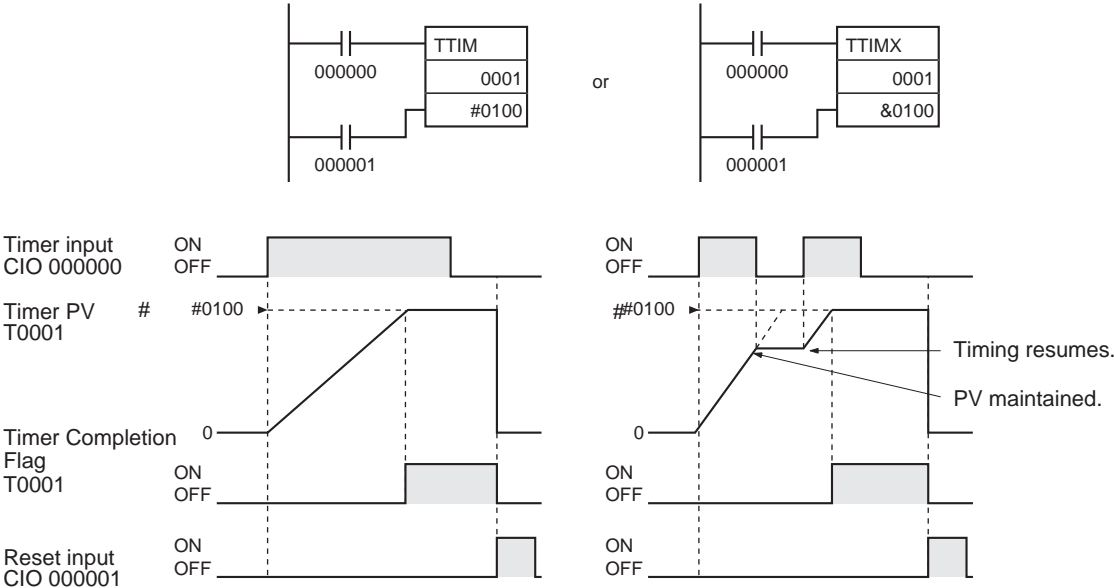 TTIM
000000
0001
#0100
000001
or
TTIMX
000000
0001
&0100
000001
Timer input
CIO 000000
ON
OFF
Timer PV # #0100
T0001
0
Timer Completion
Flag
T0001
ON
OFF
Reset input
CIO 000001
ON
OFF
ON
OFF
##0100
Timing resumes.
PV maintained.
0
ON
OFF
ON
OFF